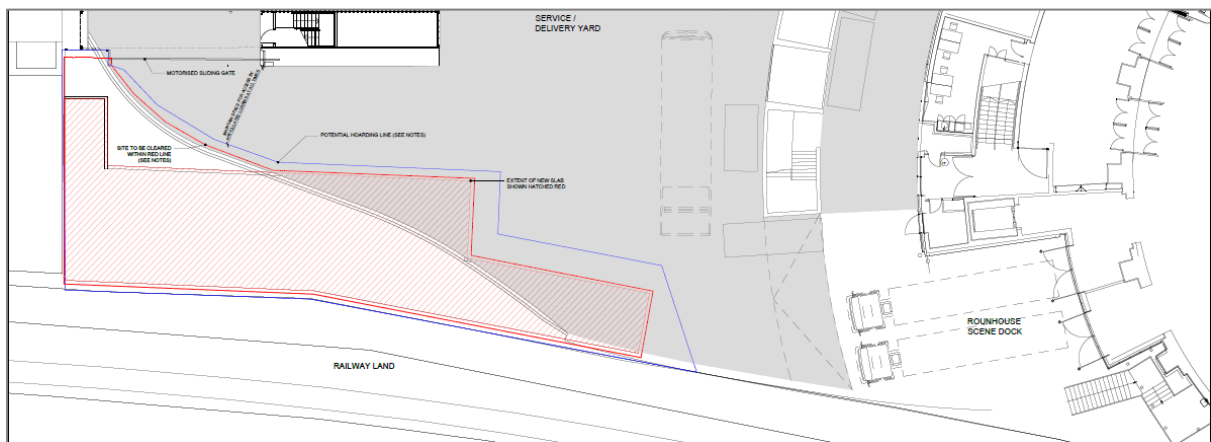 SERVICE /
DELIVERY YARD
MOTORISED SLIDING GATE
POTENTIAL HOARDING LINE (SEE NOTES)
SITE TO BE CLEARED
WITHIN RED LINE
(SEE NOTES)
EXTENT OF NEW SLAB
SHOWN HATCHED RED
ROUNHOUSE
SCENE DOCK
RAILWAY LAND